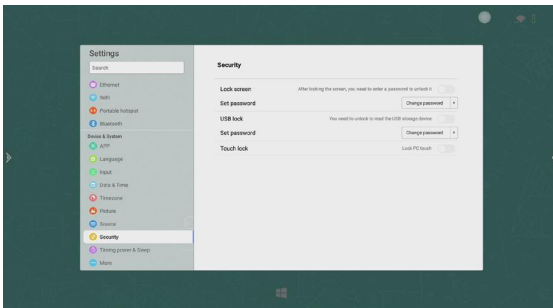 Settings
Search
Ethernet
WiFi
Portable hotspot
Bluetooth
Device & System
APP
Language
Input
Data & Time
Timezone
Picture
Source
Security
Timing power & Sleep
More
Security
Lock screen
After locking the screen, you need to enter a password to unlock it
Set password
Change password
USB lock
You need to unlock to read the USB storage device
Set password
Change password
Touch lock
Lock PC touch